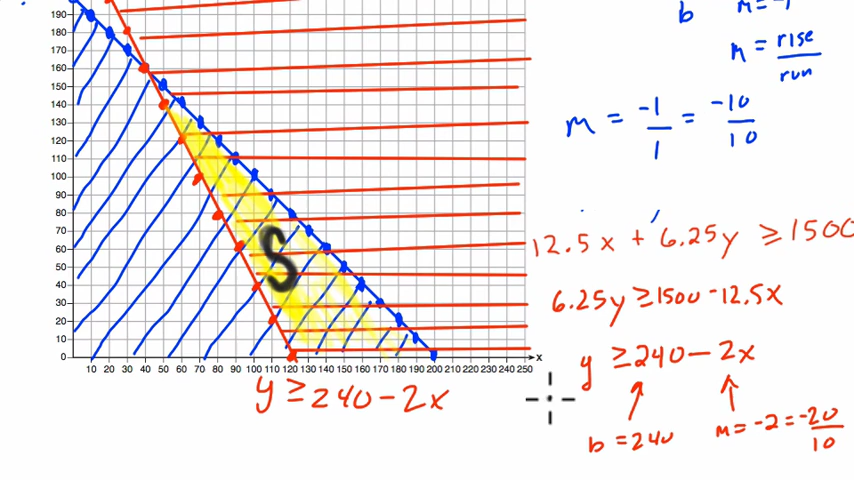 b m = -1
m = rise/run
m = -1/1 = -10/10
190
180
170
160
150
140
130
120
110
100
90
80
70
60
50
40
30
20
10
0
S
10 20 30 40 50 60 70 80 90 100 110 120 130 140 150 160 170 180 190 200 210 220 230 240 250
x
y ≥ 240 - 2x
12.5x + 6.25y ≥ 1500
6.25y ≥ 1500 - 12.5x
y ≥ 240 - 2x
b = 240 m = -2 = -20/10